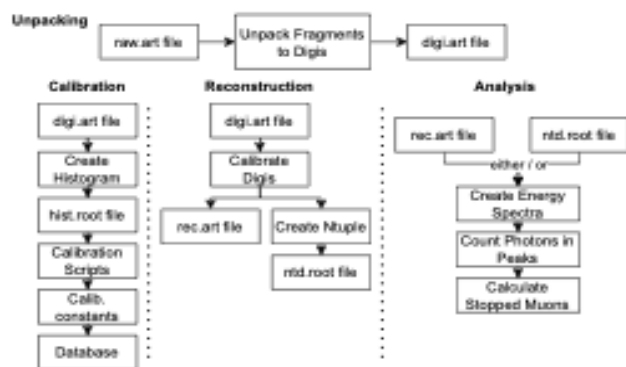 Unpacking
raw.art file
Unpack Fragments
to Digis
digi.art file
Calibration
digi.art file
Create
Histogram
hist.root file
Calibration
Scripts
Calib.
constants
Database
Reconstruction
digi.art file
Calibrate
Digis
rec.art file
Create Ntuple
ntd.root file
Analysis
rec.art file
ntd.root file
either / or
Create Energy
Spectra
Count Photons in
Peaks
Calculate
Stopped Muons